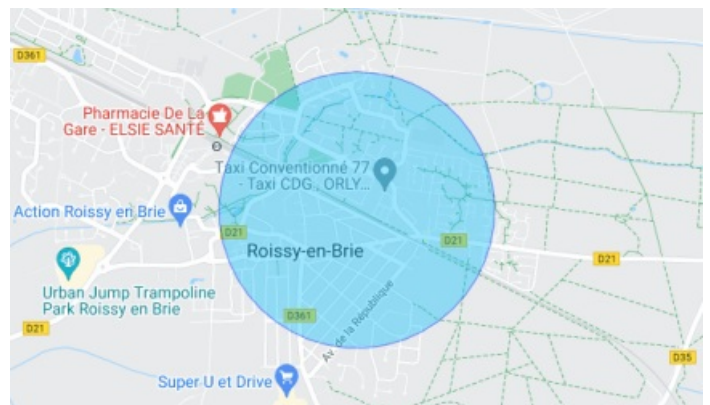 D361
Pharmacie De La
Gare - ELSIE SANTÉ
Taxi Conventionné 77
- Taxi CDG , ORLY...
Action Roissy en Brie
D21
D21
Roissy-en-Brie
D21
Urban Jump Trampoline
Park Roissy en Brie
D361
Av. de la République
D21
D35
Super U et Drive